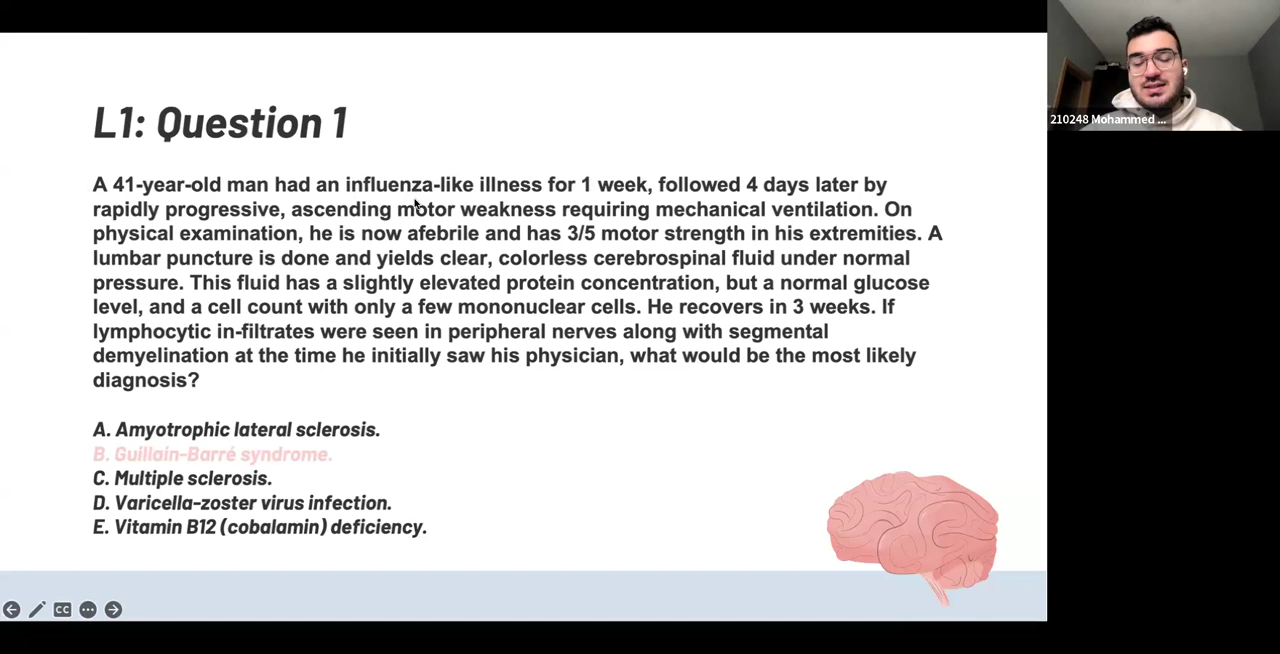 L1: Question 1
A 41-year-old man had an influenza-like illness for 1 week, followed 4 days later by
rapidly progressive, ascending motor weakness requiring mechanical ventilation. On
physical examination, he is now afebrile and has 3/5 motor strength in his extremities. A
lumbar puncture is done and yields clear, colorless cerebrospinal fluid under normal
pressure. This fluid has a slightly elevated protein concentration, but a normal glucose
level, and a cell count with only a few mononuclear cells. He recovers in 3 weeks. If
lymphocytic in-filtrates were seen in peripheral nerves along with segmental
demyelination at the time he initially saw his physician, what would be the most likely
diagnosis?
A. Amyotrophic lateral sclerosis.
B. Guillain-Barré syndrome.
C. Multiple sclerosis.
D. Varicella-zoster virus infection.
E. Vitamin B12 (cobalamin) deficiency.
210248 Mohammed ...
CC